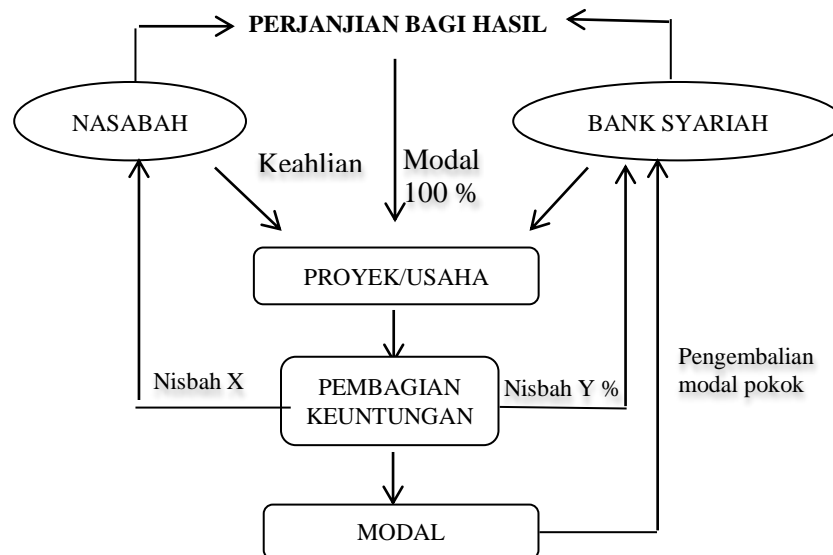 PERJANJIAN BAGI HASIL
NASABAH
BANK SYARIAH
Keahlian
Modal
100 %
PROYEK/USAHA
Nisbah X
PEMBAGIAN
KEUNTUNGAN
Nisbah Y %
Pengembalian
modal pokok
MODAL